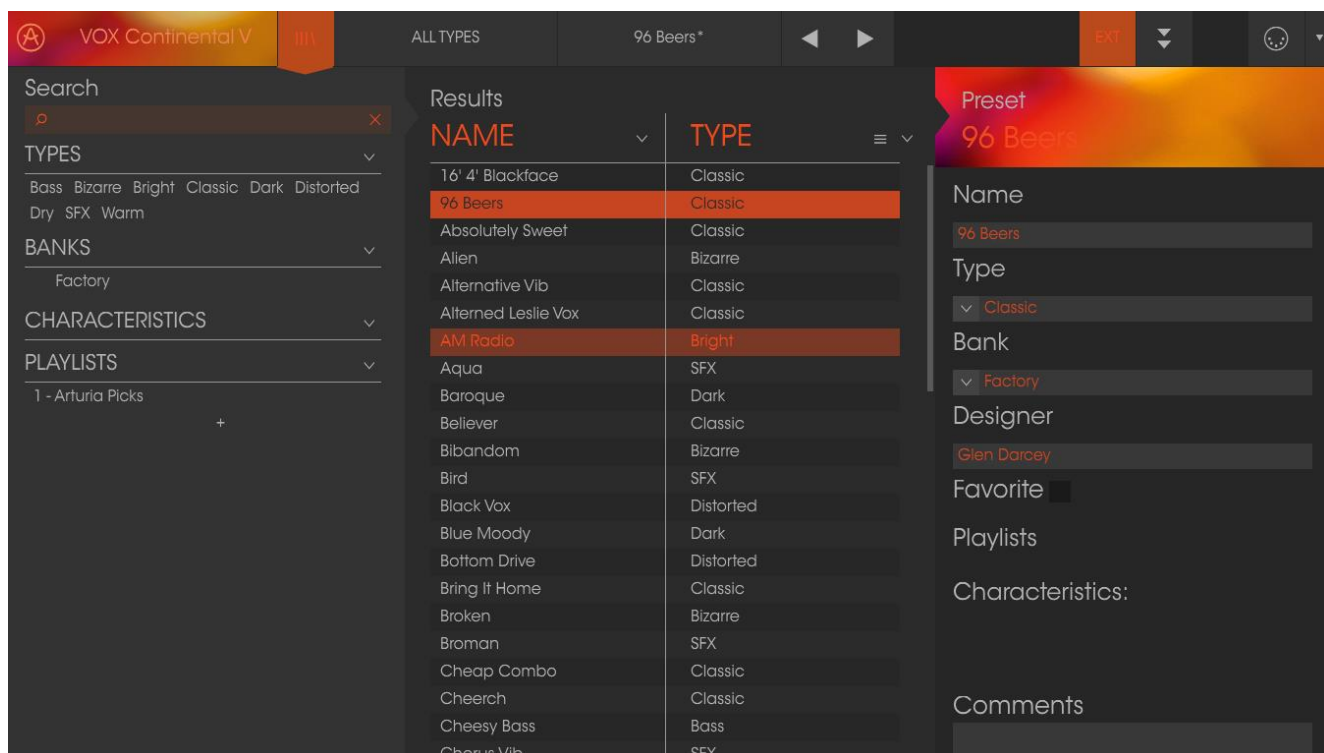 VOX Continental V
ALL TYPES
96 Beers*
EXT
Search
TYPES
Bass Bizarre Bright Classic Dark Distorted
Dry SFX Warm
BANKS
Factory
CHARACTERISTICS
PLAYLISTS
1 - Arturia Picks
+
Results
NAME TYPE
16' 4' Blackface Classic
96 Beers Classic
Absolutely Sweet Classic
Alien Bizarre
Alternative Vib Classic
Alterned Leslie Vox Classic
AM Radio Bright
Aqua SFX
Baroque Dark
Believer Classic
Bibandom Bizarre
Bird SFX
Black Vox Distorted
Blue Moody Dark
Bottom Drive Distorted
Bring It Home Classic
Broken Bizarre
Broman SFX
Cheap Combo Classic
Cheerch Classic
Cheesy Bass Bass
Chorus Vib SFX
Preset
96 Beers
Name
96 Beers
Type
Classic
Bank
Factory
Designer
Glen Darcey
Favorite
Playlists
Characteristics:
Comments